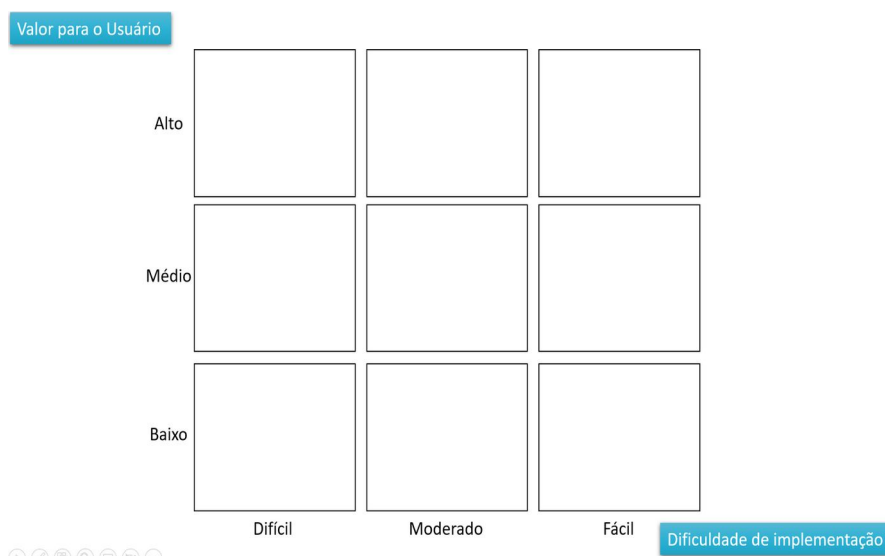 Valor para o Usuário
Alto
Médio
Baixo
Difícil
Moderado
Fácil
Dificuldade de implementação